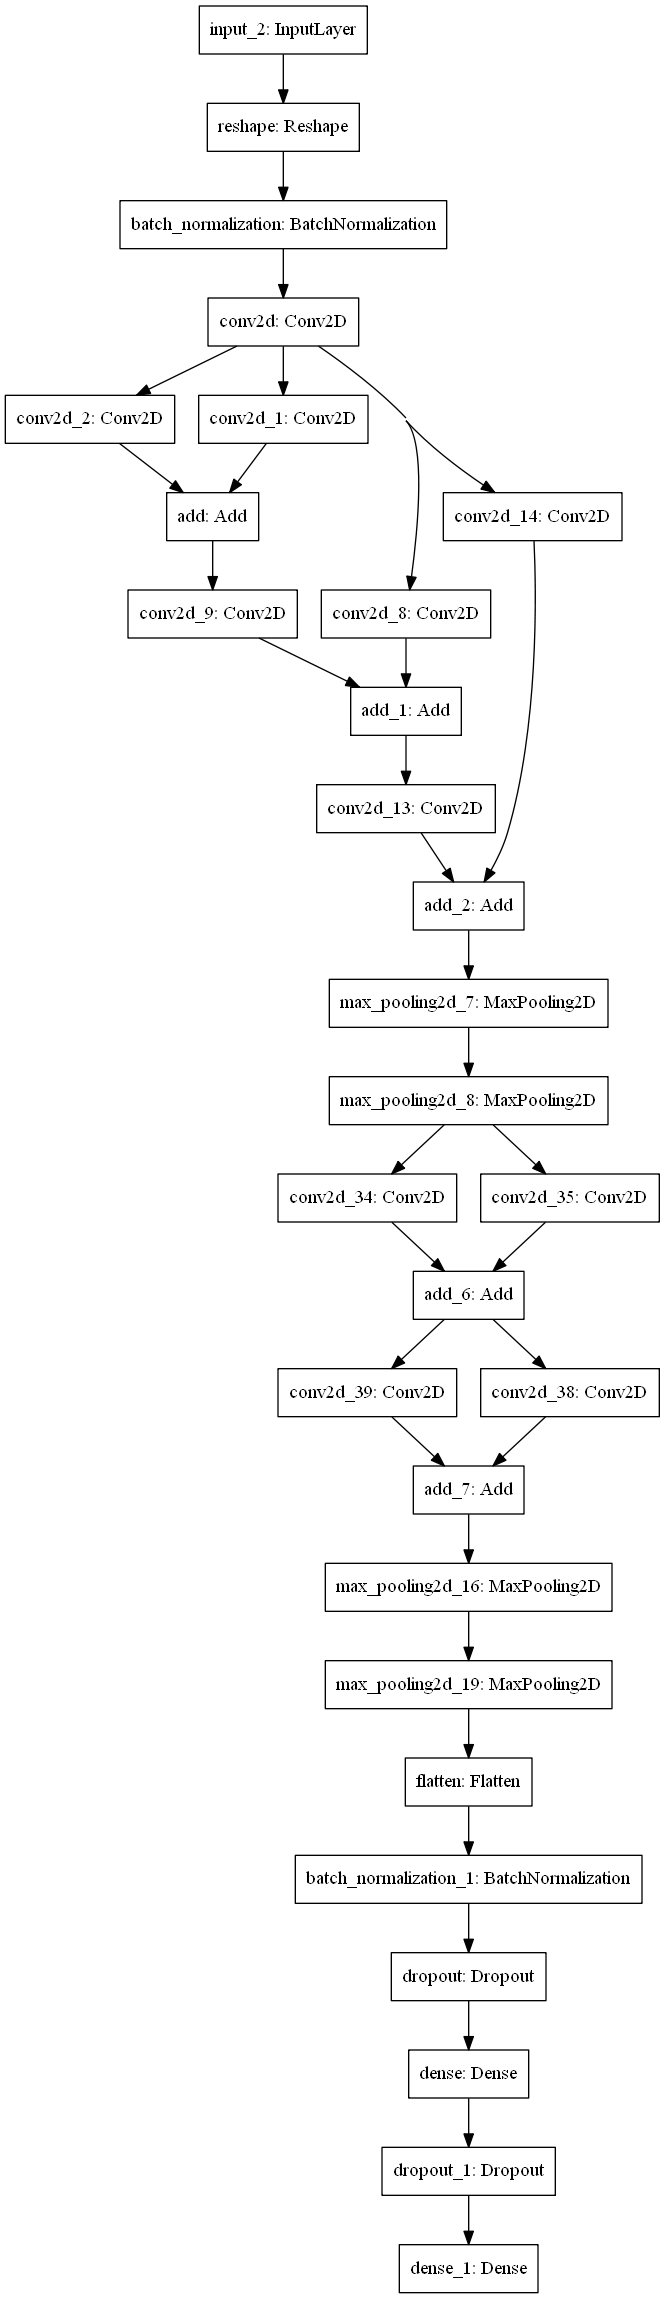 input_2: InputLayer
reshape: Reshape
batch_normalization: BatchNormalization
conv2d: Conv2D
conv2d_2: Conv2D
conv2d_1: Conv2D
add: Add
conv2d_14: Conv2D
conv2d_9: Conv2D
conv2d_8: Conv2D
add_1: Add
conv2d_13: Conv2D
add_2: Add
max_pooling2d_7: MaxPooling2D
max_pooling2d_8: MaxPooling2D
conv2d_34: Conv2D
conv2d_35: Conv2D
add_6: Add
conv2d_39: Conv2D
conv2d_38: Conv2D
add_7: Add
max_pooling2d_16: MaxPooling2D
max_pooling2d_19: MaxPooling2D
flatten: Flatten
batch_normalization_1: BatchNormalization
dropout: Dropout
dense: Dense
dropout_1: Dropout
dense_1: Dense